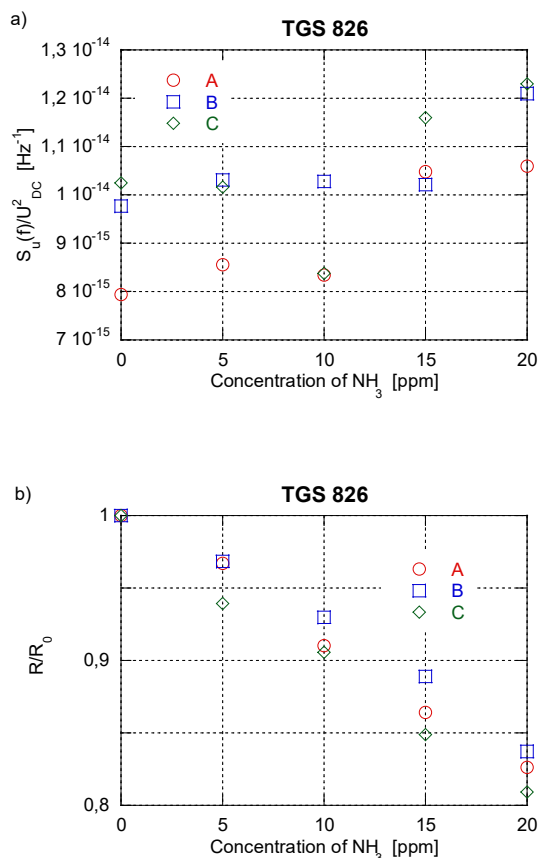 a)
TGS 826
1,3 10⁻¹⁴
1,2 10⁻¹⁴
1,1 10⁻¹⁴
1 10⁻¹⁴
9 10⁻¹⁵
8 10⁻¹⁵
7 10⁻¹⁵
S_u(f)/U²_DC [Hz⁻¹]
A
B
C
0 5 10 15 20
Concentration of NH₃ [ppm]
b)
TGS 826
1
0,9
0,8
R/R₀
A
B
C
0 5 10 15 20
Concentration of NH₃ [ppm]